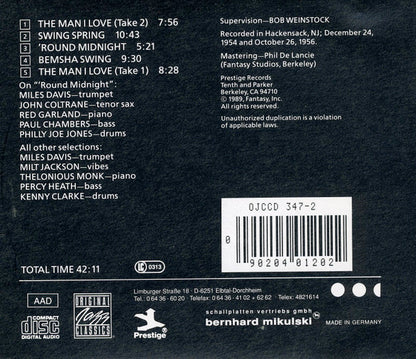 1 THE MAN I LOVE (Take 2) 7:56
2 SWING SPRING 10:43
3 'ROUND MIDNIGHT 5:21
4 BEMSHA SWING 9:31
5 THE MAN I LOVE (Take 1) 8:28
On "'Round Midnight":
MILES DAVIS—trumpet
JOHN COLTRANE—tenor sax
RED GARLAND—piano
PAUL CHAMBERS—bass
PHILLY JOE JONES—drums
All other selections:
MILES DAVIS—trumpet
MILT JACKSON—vibes
THELONIOUS MONK—piano
PERCY HEATH—bass
KENNY CLARKE—drums
TOTAL TIME 42:11
0313
Supervision—BOB WEINSTOCK
Recorded in Hackensack, NJ; December 24,
1954 and October 26, 1956.
Mastering—Phil De Lancie
(Fantasy Studios, Berkeley)
Prestige Records
Tenth and Parker
Berkeley, CA 94710
© 1989, Fantasy, Inc.
All rights reserved.
Unauthorized duplication is a violation
of applicable laws.
OJCCD 347-2
0 90204 01202
AAD
COMPACT
disc
DIGITAL AUDIO
ORIGINAL
Jazz
CLASSICS
Prestige
Limburger Straße 18 · D-6251 Elbtal-Dorchheim
Tel.: 0 64 36 - 60 20 Telefax: 0 64 36 - 41 02 + 62 62 Telex: 4821614
schallplatten vertriebs gmbh
bernhard mikulski
MADE IN GERMANY